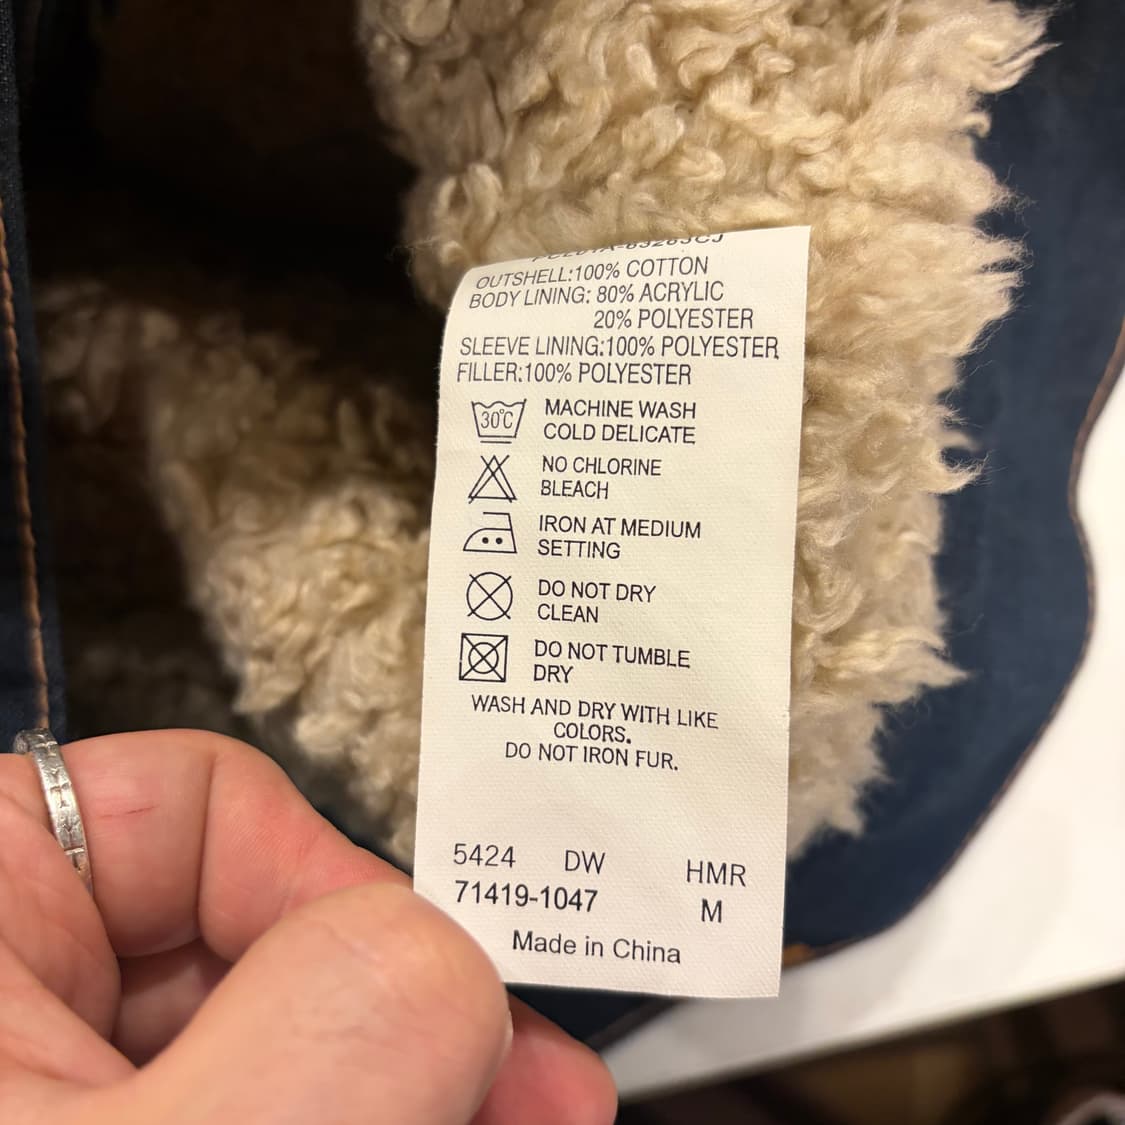 OUTSHELL:100% COTTON
BODY LINING: 80% ACRYLIC
20% POLYESTER
SLEEVE LINING:100% POLYESTER
FILLER:100% POLYESTER
30°C
MACHINE WASH
COLD DELICATE
NO CHLORINE
BLEACH
IRON AT MEDIUM
SETTING
DO NOT DRY
CLEAN
DO NOT TUMBLE
DRY
WASH AND DRY WITH LIKE
COLORS.
DO NOT IRON FUR.
5424 DW HMR
71419-1047 M
Made in China